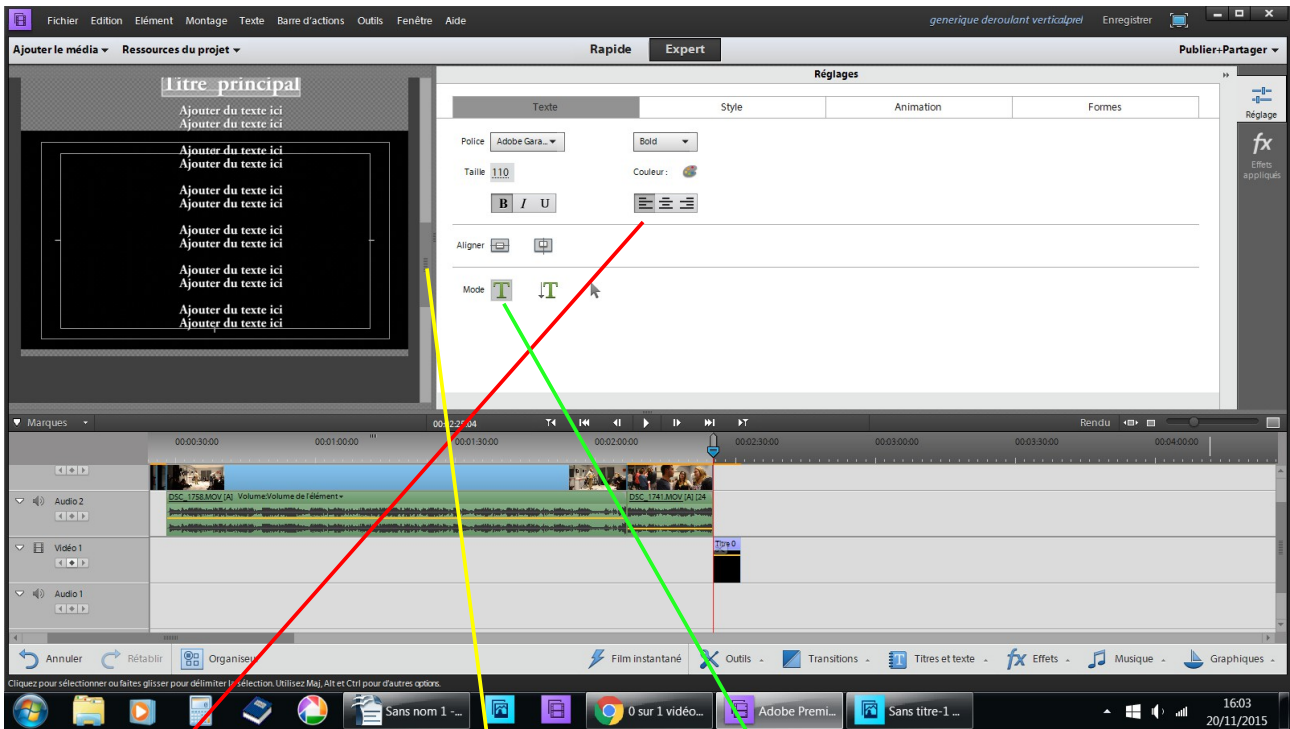 Fichier Edition Elément Montage Texte Barre d'actions Outils Fenêtre Aide
generique deroulant vertical.prel Enregistrer
Ajouter le média Ressources du projet
Rapide Expert
Publier+Partager
Réglages
Texte Style Animation Formes
Réglage
fx
Effets
appliqués
Police Adobe Gara... Bold
Taille 110 Couleur :
B I U
Aligner
Mode T T
Titre principal
Ajouter du texte ici
Ajouter du texte ici
Ajouter du texte ici
Ajouter du texte ici
Ajouter du texte ici
Ajouter du texte ici
Ajouter du texte ici
Ajouter du texte ici
Ajouter du texte ici
Ajouter du texte ici
Ajouter du texte ici
Ajouter du texte ici
Marques
Rendu
00:00:30:00 00:01:00:00 00:01:30:00 00:02:00:00 00:02:30:00 00:03:00:00 00:03:30:00 00:04:00:00
Audio 2
DSC_1758.MOV [A] Volume:Volume de l'élément
DSC_1741.MOV [A] [24
Vidéo 1
Titre 0
Audio 1
Annuler Rétablir Organiseur Film instantané Outils Transitions Titres et texte fx Effets Musique Graphiques
Cliquez pour sélectionner ou faites glisser pour délimiter la sélection. Utilisez Maj, Alt et Ctrl pour d'autres options.
Sans nom 1 -... 0 sur 1 vidéo... Adobe Premi... Sans titre-1 ...
16:03
20/11/2015